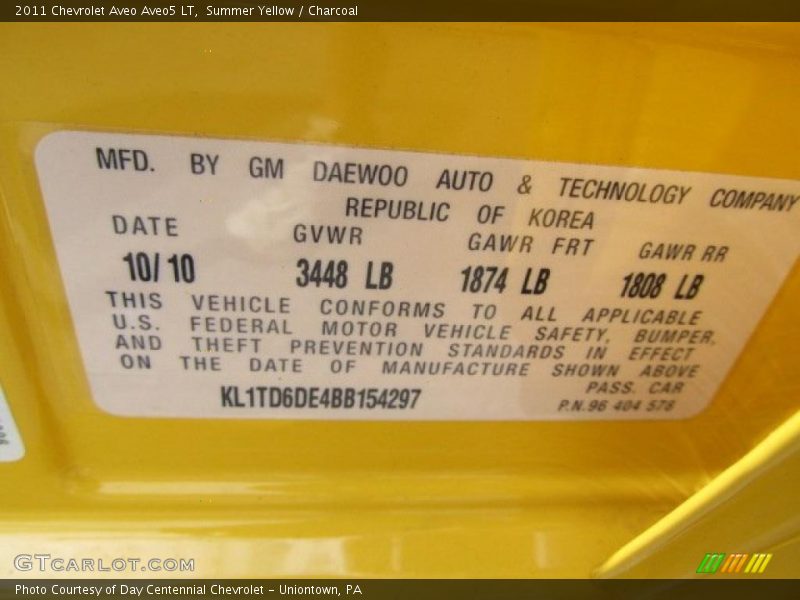 2011 Chevrolet Aveo Aveo5 LT, Summer Yellow / Charcoal
MFD. BY GM DAEWOO AUTO & TECHNOLOGY COMPANY
REPUBLIC OF KOREA
DATE GVWR GAWR FRT GAWR RR
10/10 3448 LB 1874 LB 1808 LB
THIS VEHICLE CONFORMS TO ALL APPLICABLE
U.S. FEDERAL MOTOR VEHICLE SAFETY, BUMPER,
AND THEFT PREVENTION STANDARDS IN EFFECT
ON THE DATE OF MANUFACTURE SHOWN ABOVE
PASS. CAR
KL1TD6DE4BB154297
P.N.96 404 578
GTCARLOT.COM
Photo Courtesy of Day Centennial Chevrolet - Uniontown, PA